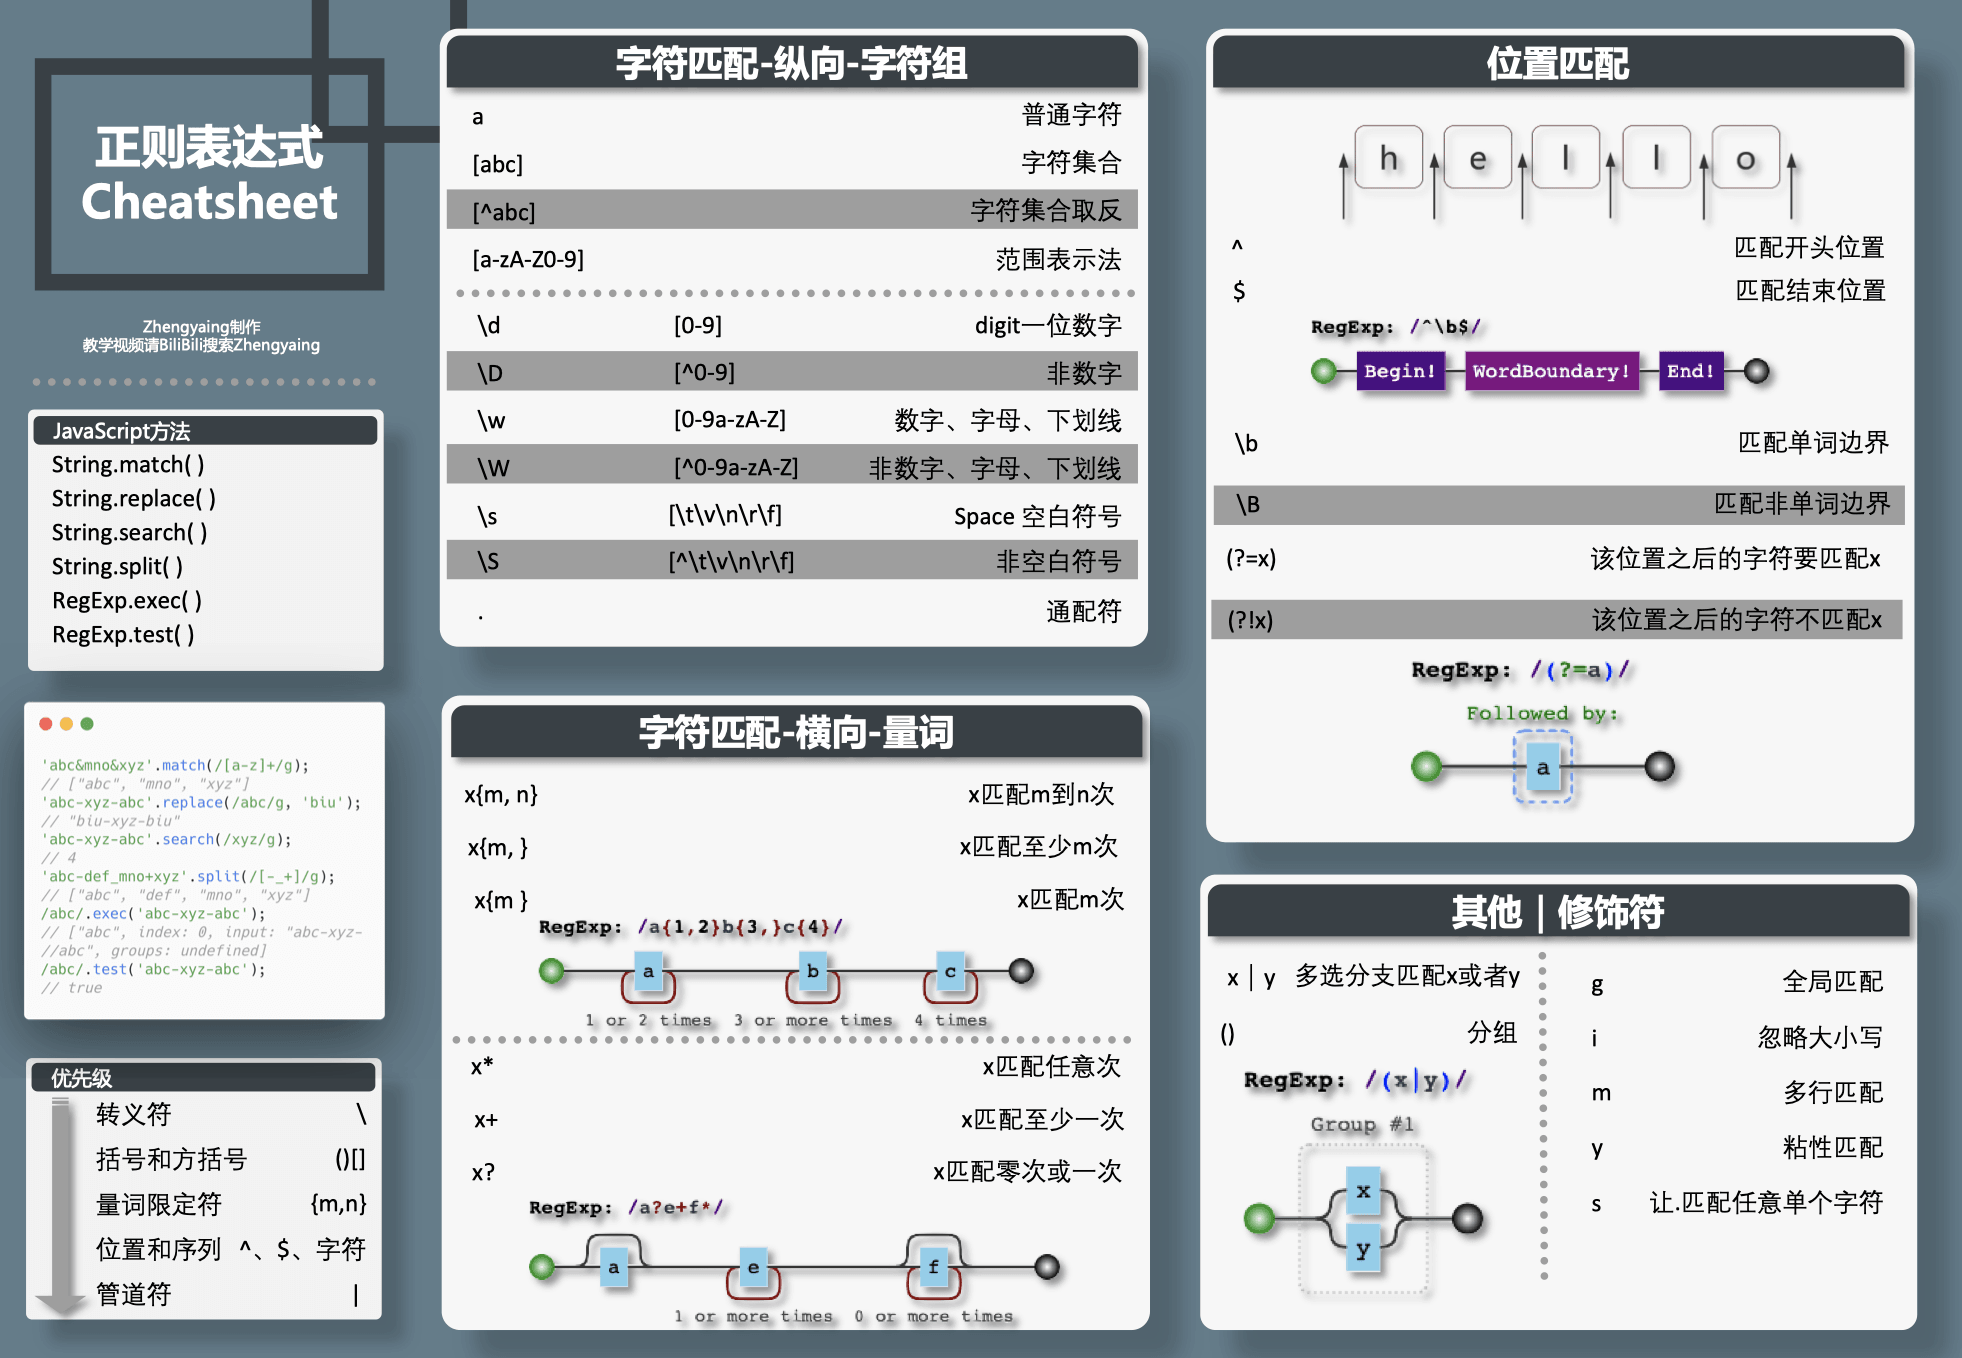 正则表达式
Cheatsheet
Zhengyaing制作
教学视频请BiliBili搜索Zhengyaing
JavaScript方法
String.match( )
String.replace( )
String.search( )
String.split( )
RegExp.exec( )
RegExp.test( )
'abc&mno&xyz'.match(/[a-z]+/g);
// ["abc", "mno", "xyz"]
'abc-xyz-abc'.replace(/abc/g, 'biu');
// "biu-xyz-biu"
'abc-xyz-abc'.search(/xyz/g);
// 4
'abc-def_mno+xyz'.split(/[-_+]/g);
// ["abc", "def", "mno", "xyz"]
/abc/.exec('abc-xyz-abc');
// ["abc", index: 0, input: "abc-xyz-
//abc", groups: undefined]
/abc/.test('abc-xyz-abc');
// true
优先级
转义符 \
括号和方括号 ()[]
量词限定符 {m,n}
位置和序列 ^、$、字符
管道符 |
字符匹配-纵向-字符组
a 普通字符
[abc] 字符集合
[^abc] 字符集合取反
[a-zA-Z0-9] 范围表示法
\d [0-9] digit一位数字
\D [^0-9] 非数字
\w [0-9a-zA-Z] 数字、字母、下划线
\W [^0-9a-zA-Z] 非数字、字母、下划线
\s [\t\v\n\r\f] Space 空白符号
\S [^\t\v\n\r\f] 非空白符号
. 通配符
字符匹配-横向-量词
x{m, n} x匹配m到n次
x{m, } x匹配至少m次
x{m } x匹配m次
RegExp: /a{1,2}b{3,}c{4}/
a b c
1 or 2 times 3 or more times 4 times
x* x匹配任意次
x+ x匹配至少一次
x? x匹配零次或一次
RegExp: /a?e+f*/
a e f
1 or more times 0 or more times
位置匹配
h e l l o
^ 匹配开头位置
$ 匹配结束位置
RegExp: /^\b$/
Begin! WordBoundary! End!
\b 匹配单词边界
\B 匹配非单词边界
(?=x) 该位置之后的字符要匹配x
(?!x) 该位置之后的字符不匹配x
RegExp: /(?=a)/
Followed by:
a
其他 | 修饰符
x | y 多选分支匹配x或者y
() 分组
RegExp: /(x|y)/
Group #1
x
y
g 全局匹配
i 忽略大小写
m 多行匹配
y 粘性匹配
s 让.匹配任意单个字符